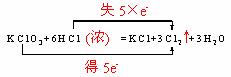 失 5×e⁻
KClO₃+6HCl (浓) =KCl+3Cl₂↑+3H₂O
得 5e⁻